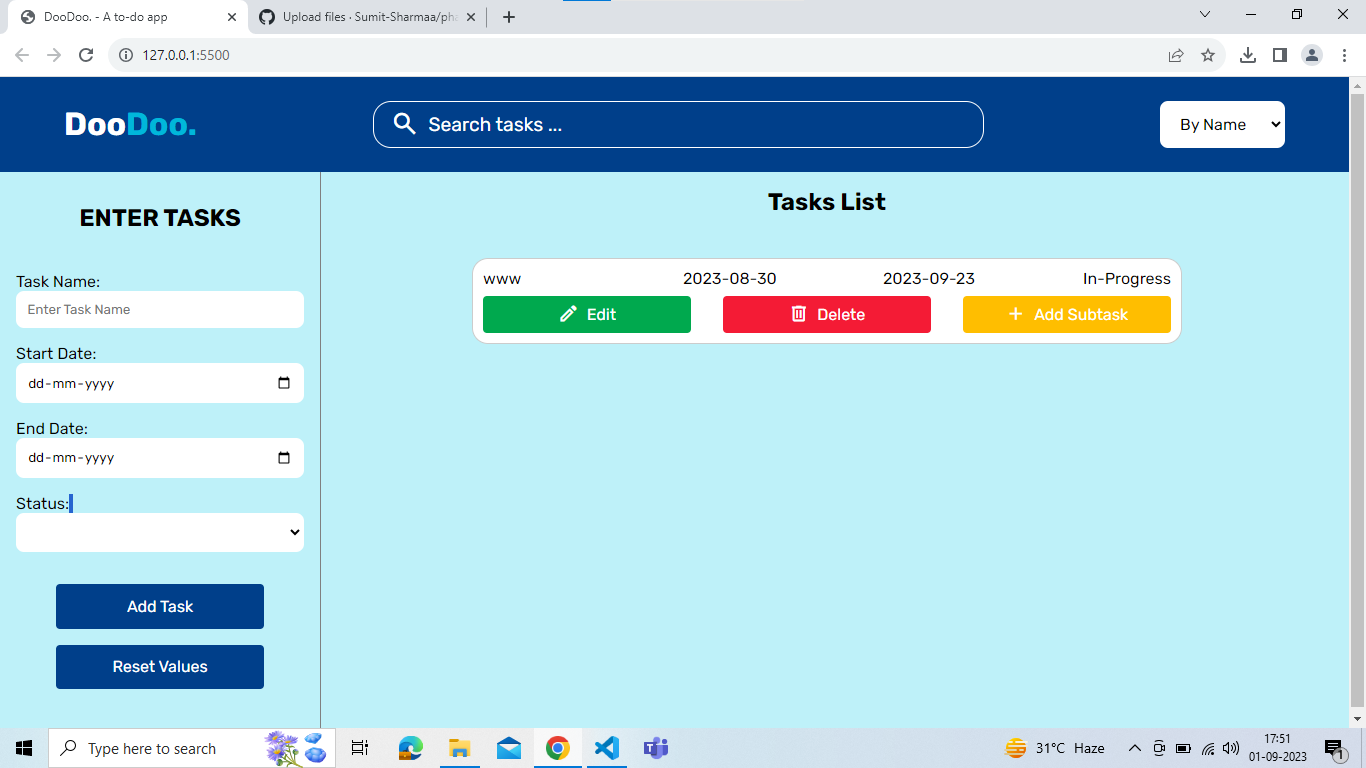 DooDoo. - A to-do app
Upload files · Sumit-Sharmaa/pha
127.0.0.1:5500
DooDoo.
Search tasks ...
By Name
ENTER TASKS
Task Name:
Enter Task Name
Start Date:
dd-mm-yyyy
End Date:
dd-mm-yyyy
Status:
Add Task
Reset Values
Tasks List
www 2023-08-30 2023-09-23 In-Progress
Edit Delete + Add Subtask
Type here to search
31°C Haze
17:51
01-09-2023
1